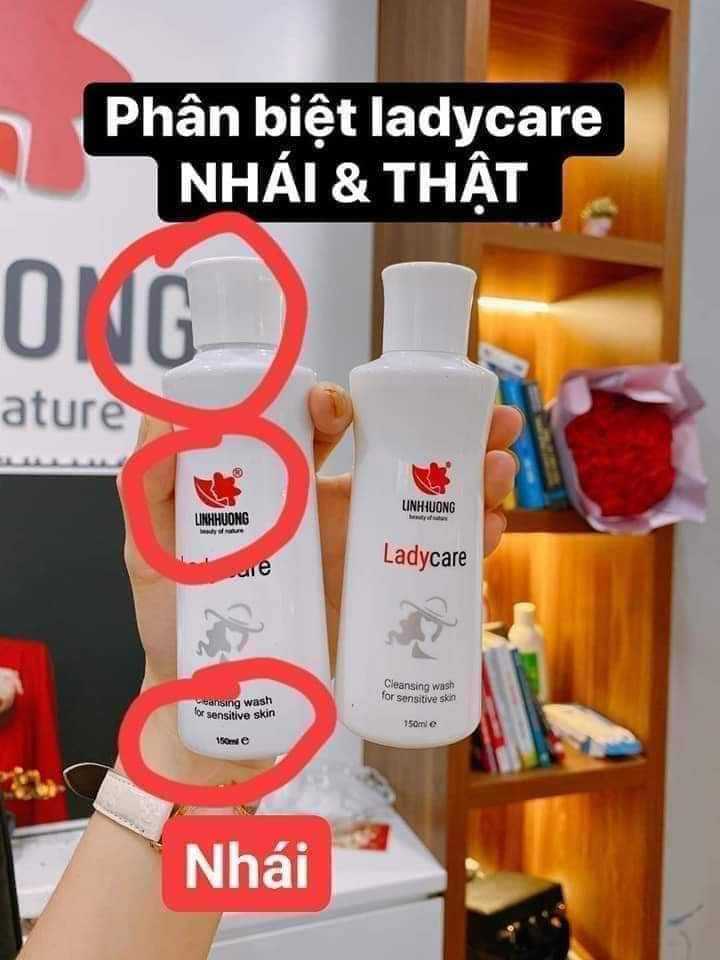 Phân biệt ladycare
NHÁI & THẬT
ONG
ature
®
LINHHUONG
beauty of nature
care
Cleansing wash
for sensitive skin
150ml e
®
LINHHUONG
beauty of nature
Ladycare
Cleansing wash
for sensitive skin
150ml e
Nhái